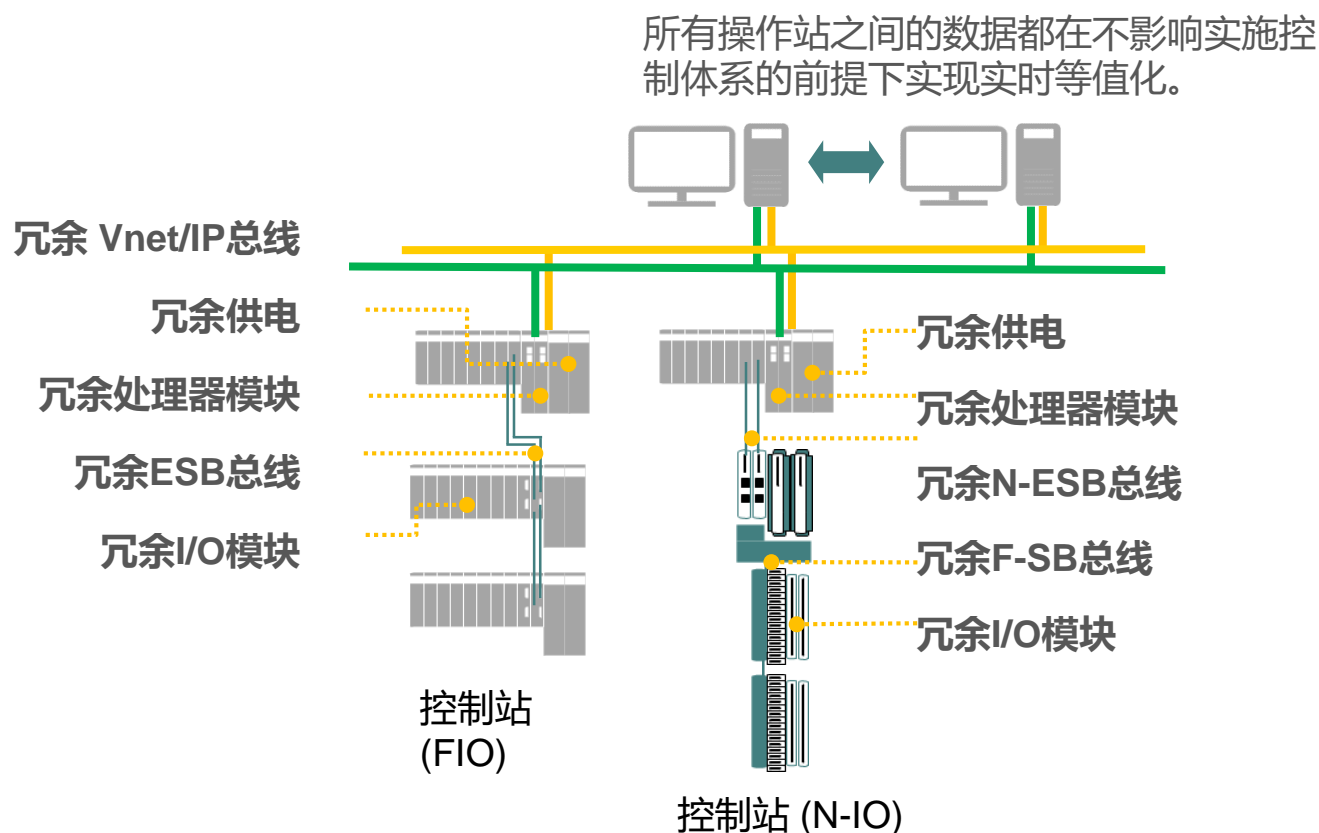 所有操作站之间的数据都在不影响实施控
制体系的前提下实现实时等值化。
冗余 Vnet/IP总线
冗余供电
冗余处理器模块
冗余ESB总线
冗余I/O模块
冗余供电
冗余处理器模块
冗余N-ESB总线
冗余F-SB总线
冗余I/O模块
控制站
(FIO)
控制站 (N-IO)